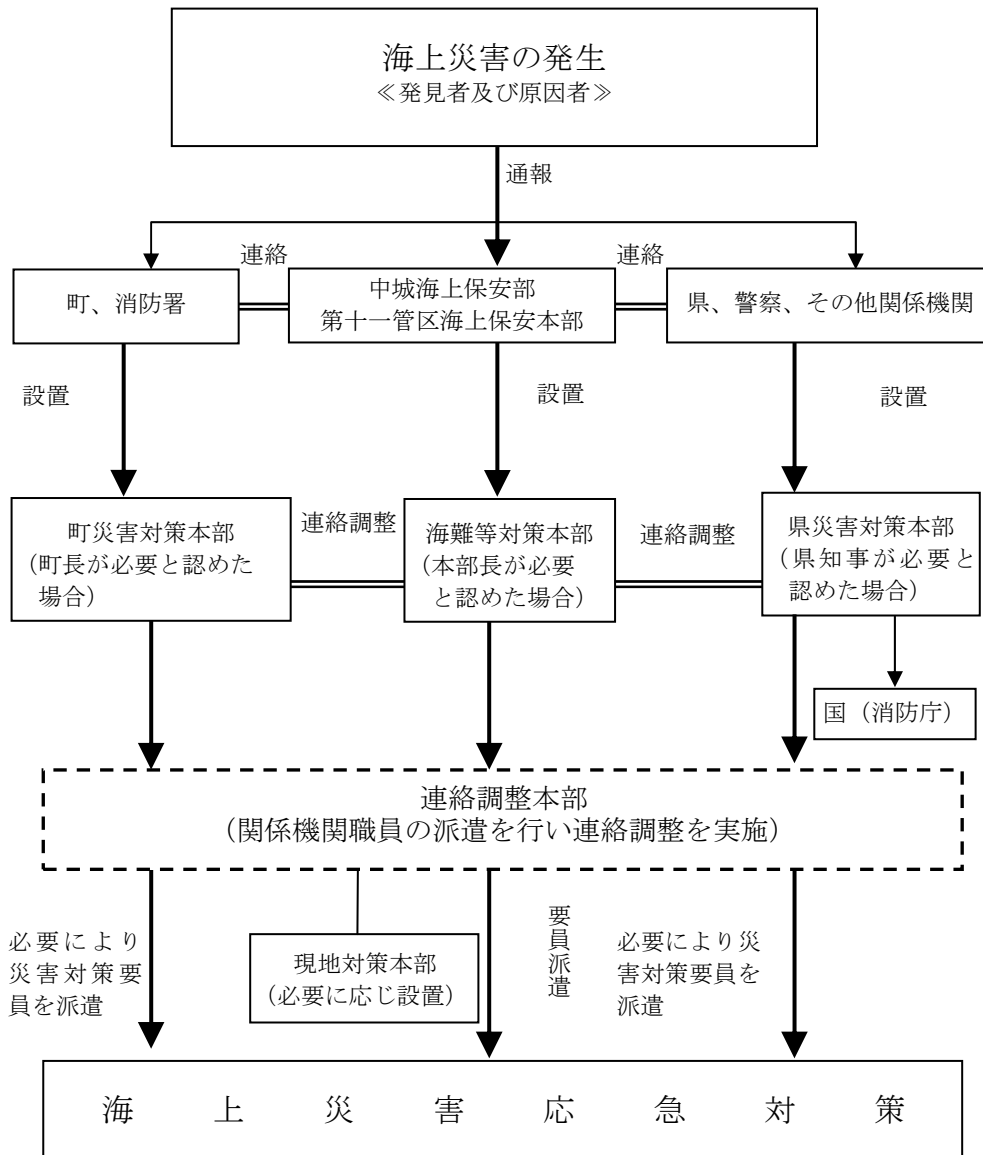 海上災害の発生
≪発見者及び原因者≫
通報
連絡
連絡
町、消防署
中城海上保安部
第十一管区海上保安本部
県、警察、その他関係機関
設置
設置
設置
町災害対策本部
（町長が必要と認めた
場合）
連絡調整
海難等対策本部
（本部長が必要
と認めた場合）
連絡調整
県災害対策本部
（県知事が必要と
認めた場合）
国（消防庁）
連絡調整本部
（関係機関職員の派遣を行い連絡調整を実施）
必要により
災害対策要
員を派遣
現地対策本部
（必要に応じ設置）
要員派遣
必要により災
害対策要員を
派遣
海上災害応急対策